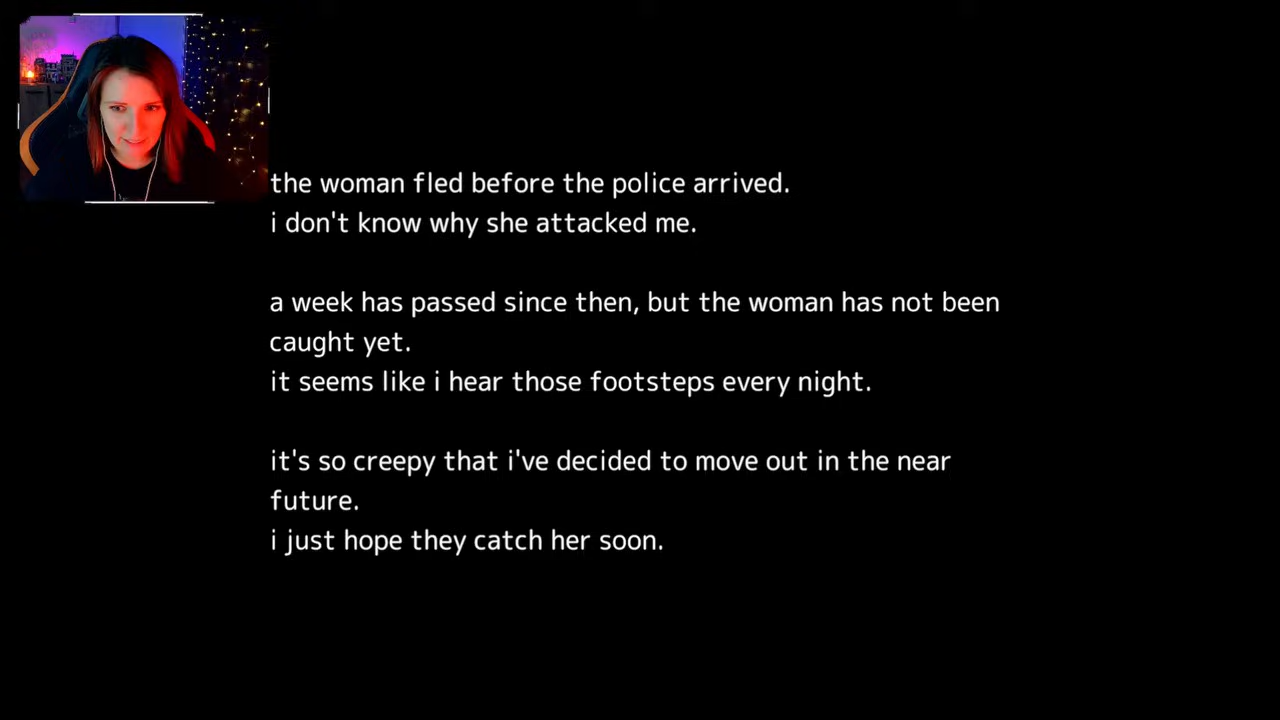 the woman fled before the police arrived.
i don't know why she attacked me.
a week has passed since then, but the woman has not been
caught yet.
it seems like i hear those footsteps every night.
it's so creepy that i've decided to move out in the near
future.
i just hope they catch her soon.